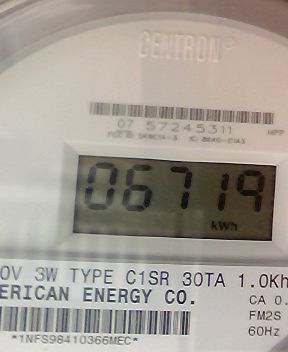 CENTRON®
07 57245311
HPP
06719
kWh
0V 3W TYPE C1SR 30TA 1.0Kh
ERICAN ENERGY CO.
CA 0.
FM2S
60Hz
*1NFS98410366MEC*